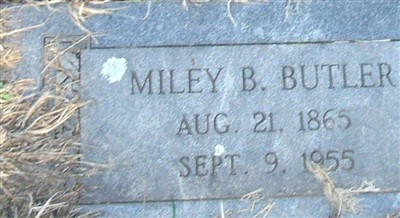 MILEY B. BUTLER
AUG. 21, 1865
SEPT. 9, 1955